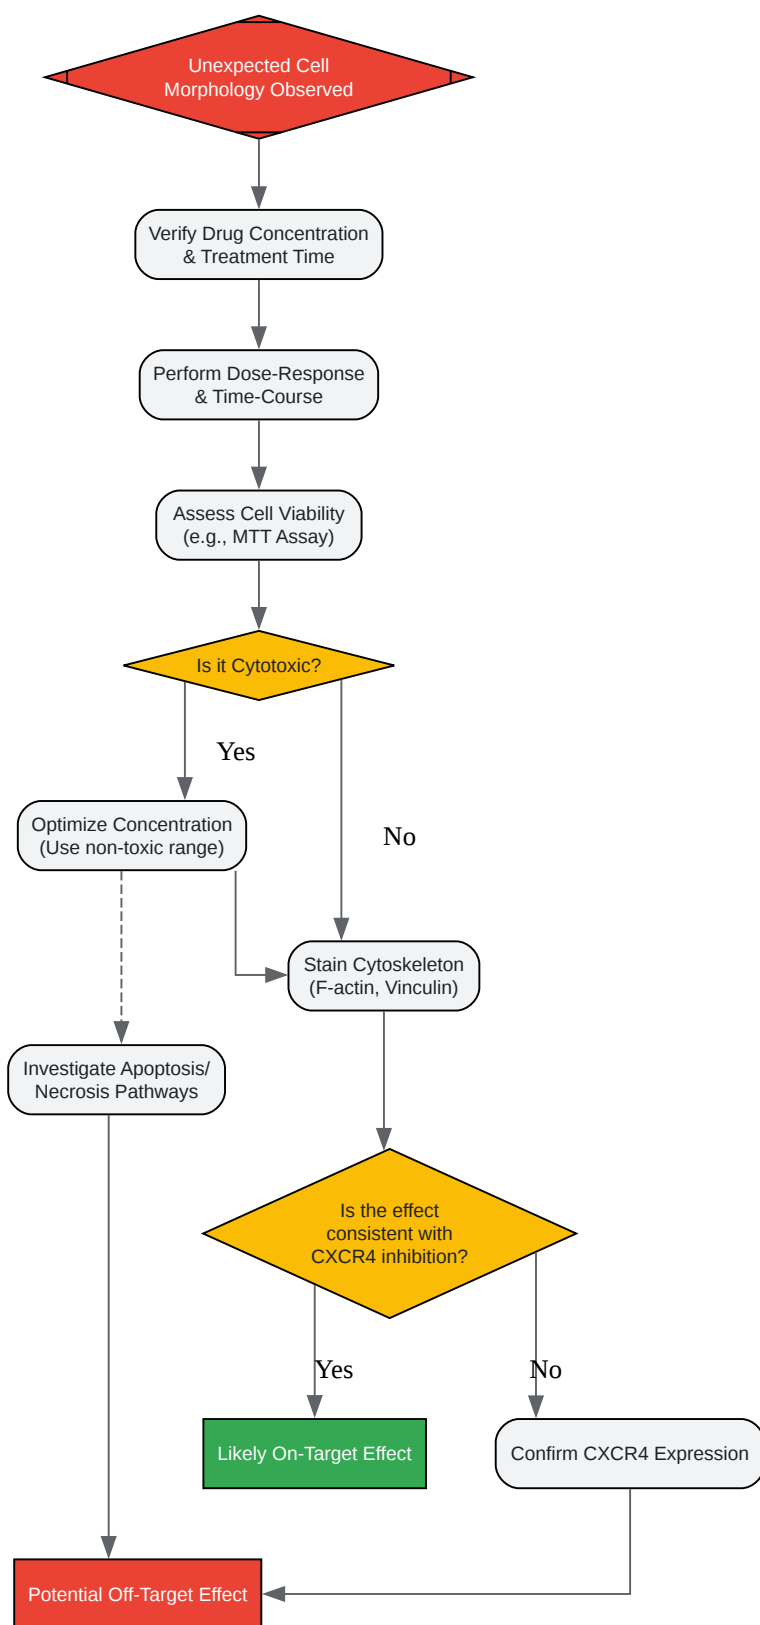 Unexpected Cell
Morphology Observed
Verify Drug Concentration
& Treatment Time
Perform Dose-Response
& Time-Course
Assess Cell Viability
(e.g., MTT Assay)
Is it Cytotoxic?
Yes
Optimize Concentration
(Use non-toxic range)
No
Stain Cytoskeleton
(F-actin, Vinculin)
Investigate Apoptosis/
Necrosis Pathways
Is the effect
consistent with
CXCR4 inhibition?
Yes
No
Likely On-Target Effect
Confirm CXCR4 Expression
Potential Off-Target Effect